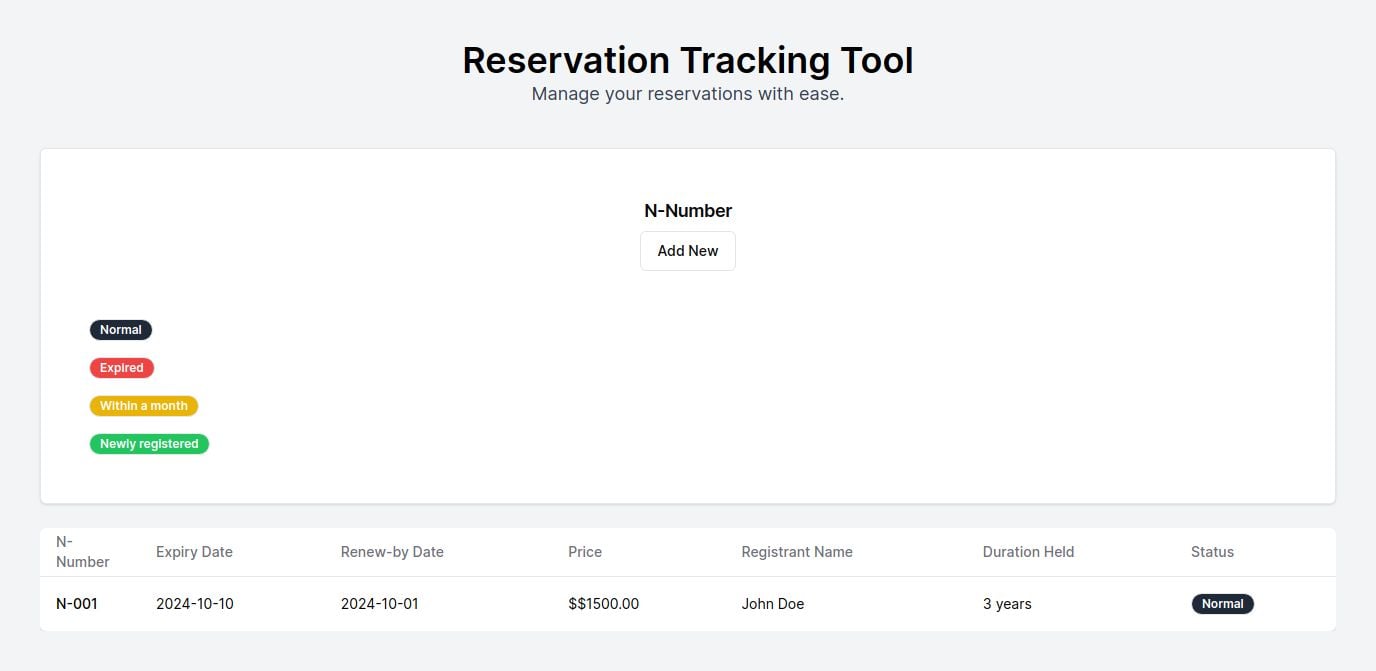 Reservation Tracking Tool
Manage your reservations with ease.
N-Number
Add New
Normal
Expired
Within a month
Newly registered
N-
Number
Expiry Date
Renew-by Date
Price
Registrant Name
Duration Held
Status
N-001
2024-10-10
2024-10-01
$$1500.00
John Doe
3 years
Normal